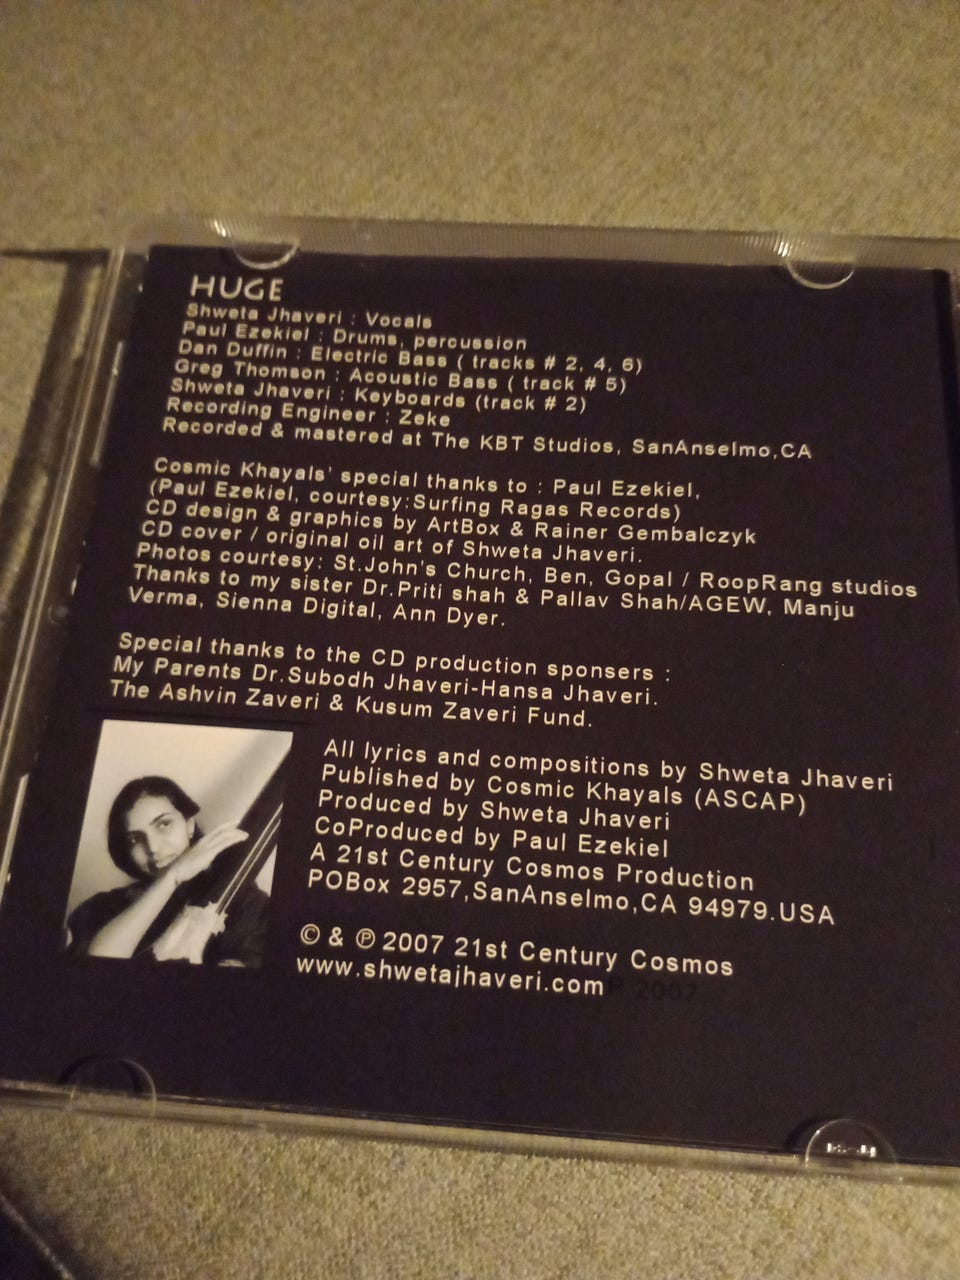 HUGE
Shweta Jhaveri : Vocals
Paul Ezekiel : Drums, percussion
Dan Duffin : Electric Bass ( tracks # 2, 4, 6)
Greg Thomson : Acoustic Bass ( track # 5)
Shweta Jhaveri : Keyboards (track # 2)
Recording Engineer : Zeke
Recorded & mastered at The KBT Studios, SanAnselmo,CA
Cosmic Khayals' special thanks to : Paul Ezekiel,
(Paul Ezekiel, courtesy:Surfing Ragas Records)
CD design & graphics by ArtBox & Rainer Gembalczyk
CD cover / original oil art of Shweta Jhaveri.
Photos courtesy: St.John's Church, Ben, Gopal / RoopRang studios
Thanks to my sister Dr.Priti shah & Pallav Shah/AGEW, Manju
Verma, Sienna Digital, Ann Dyer.
Special thanks to the CD production sponsers :
My Parents Dr.Subodh Jhaveri-Hansa Jhaveri.
The Ashvin Zaveri & Kusum Zaveri Fund.
All lyrics and compositions by Shweta Jhaveri
Published by Cosmic Khayals (ASCAP)
Produced by Shweta Jhaveri
CoProduced by Paul Ezekiel
A 21st Century Cosmos Production
POBox 2957,SanAnselmo,CA 94979.USA
© & ℗ 2007 21st Century Cosmos
www.shwetajhaveri.com P 2007